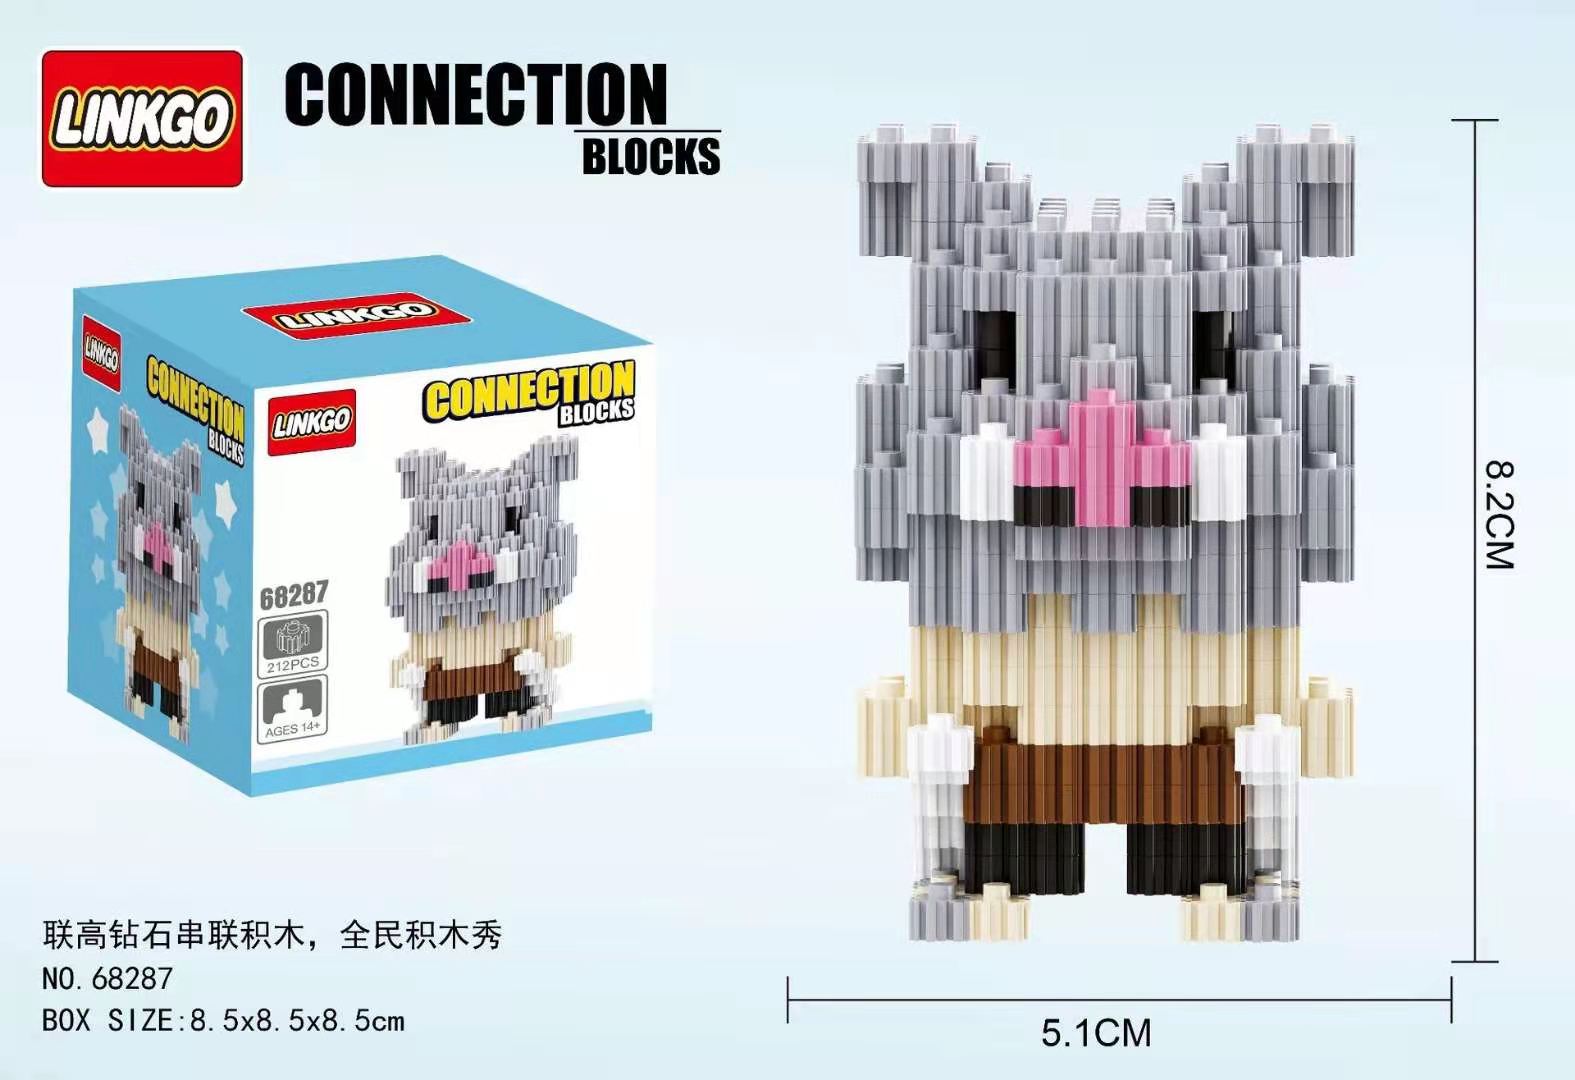 LINKGO
CONNECTION
BLOCKS
LINKGO
LINKGO
CONNECTION
BLOCKS
LINKGO
CONNECTION
BLOCKS
68287
212PCS
AGES 14+
8.2CM
5.1CM
联高钻石串联积木，全民积木秀
NO.68287
BOX SIZE:8.5x8.5x8.5cm